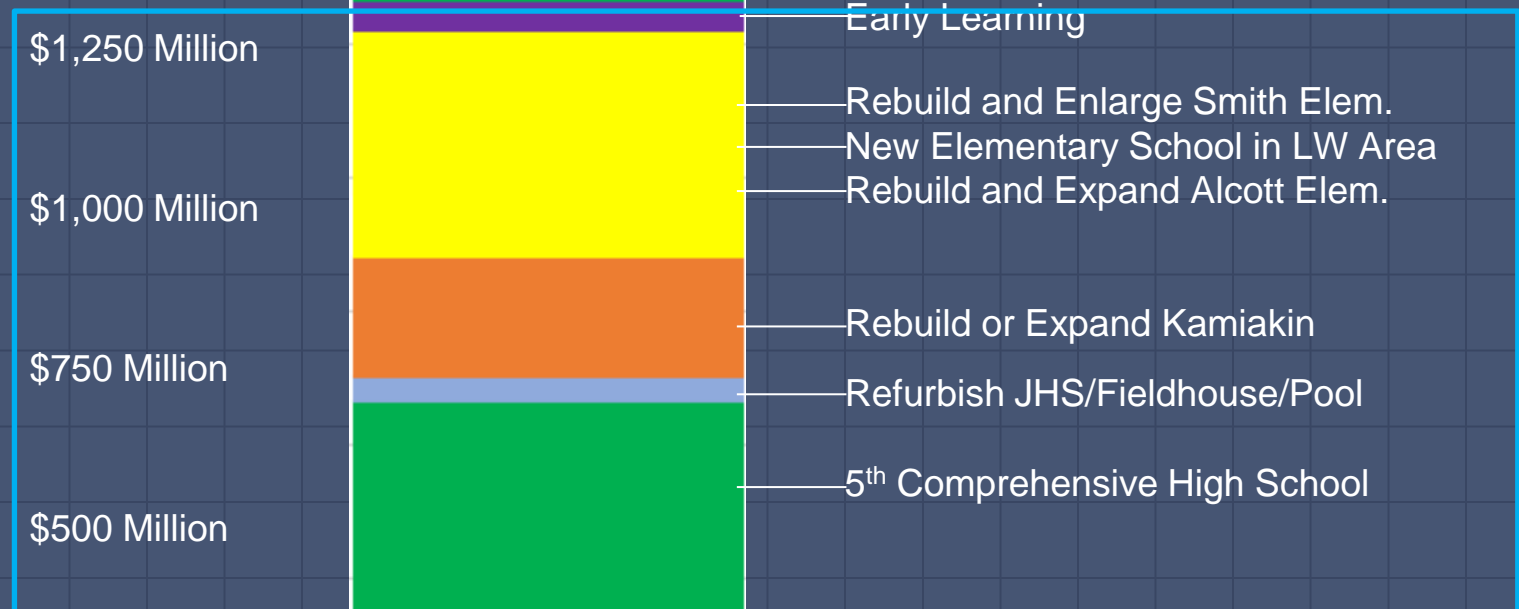 Early Learning
$1,250 Million
Rebuild and Enlarge Smith Elem.
New Elementary School in LW Area
Rebuild and Expand Alcott Elem.
$1,000 Million
Rebuild or Expand Kamiakin
$750 Million
Refurbish JHS/Fieldhouse/Pool
5th Comprehensive High School
$500 Million